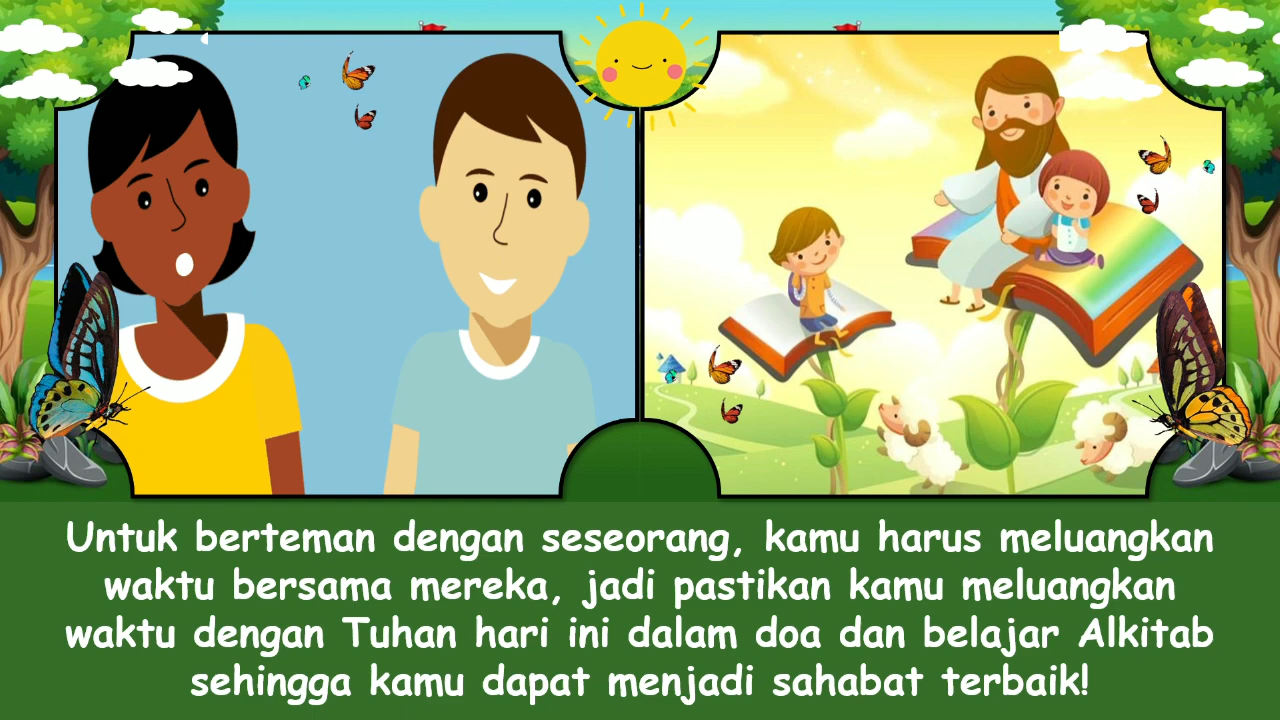 Untuk berteman dengan seseorang, kamu harus meluangkan
waktu bersama mereka, jadi pastikan kamu meluangkan
waktu dengan Tuhan hari ini dalam doa dan belajar Alkitab
sehingga kamu dapat menjadi sahabat terbaik!